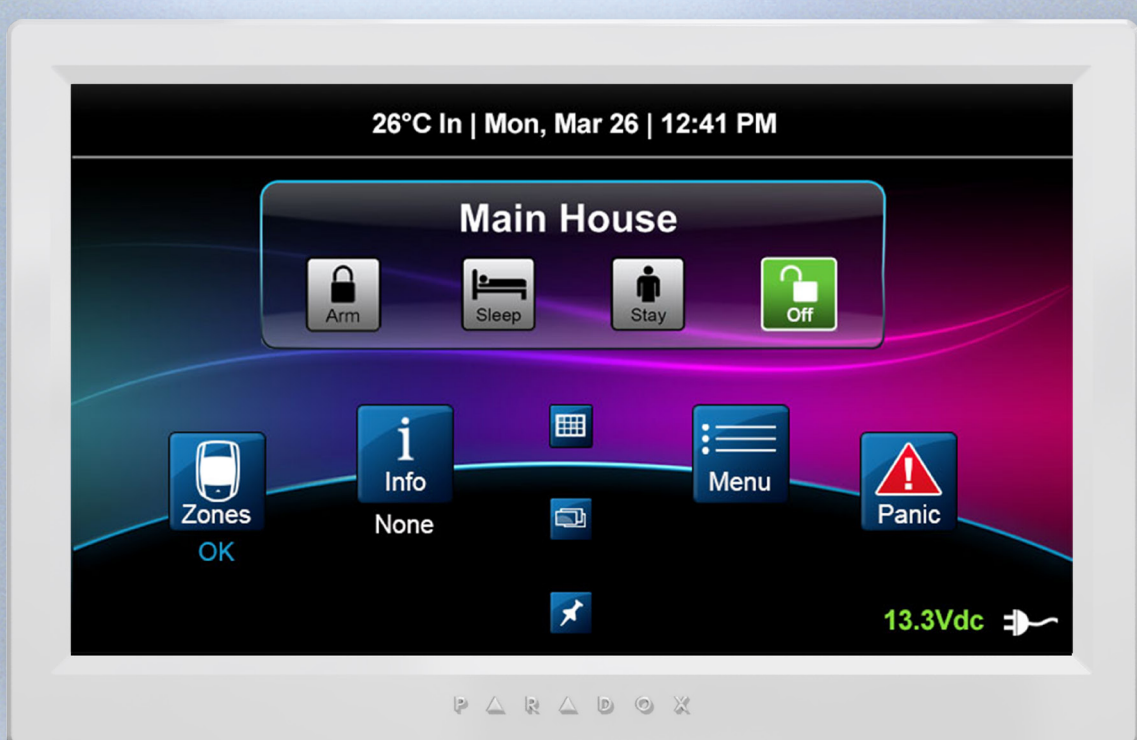 26°C In | Mon, Mar 26 | 12:41 PM
Main House
Arm
Sleep
Stay
Off
Zones
OK
Info
None
Menu
Panic
13.3Vdc
PARADOX